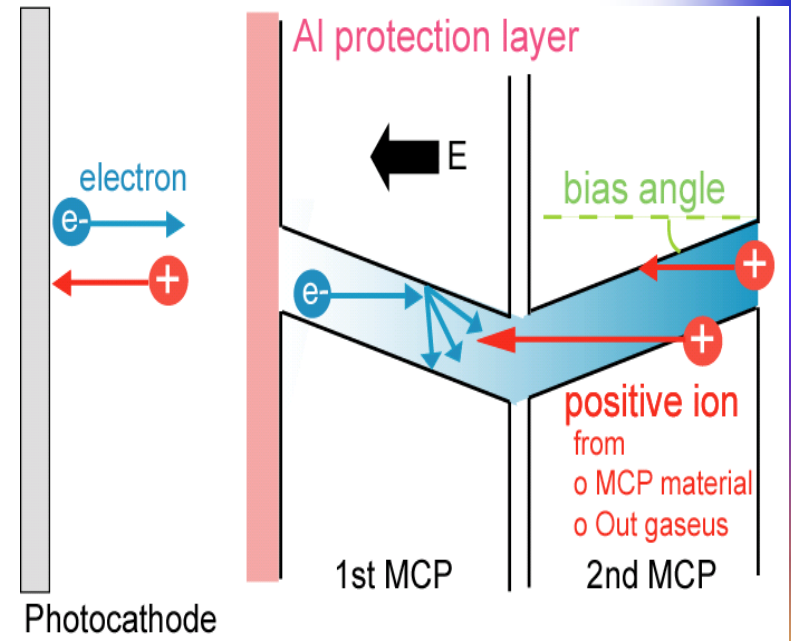 Al protection layer
E
electron
e-
+
bias angle
e-
+
+
positive ion
from
o MCP material
o Out gaseus
1st MCP
2nd MCP
Photocathode